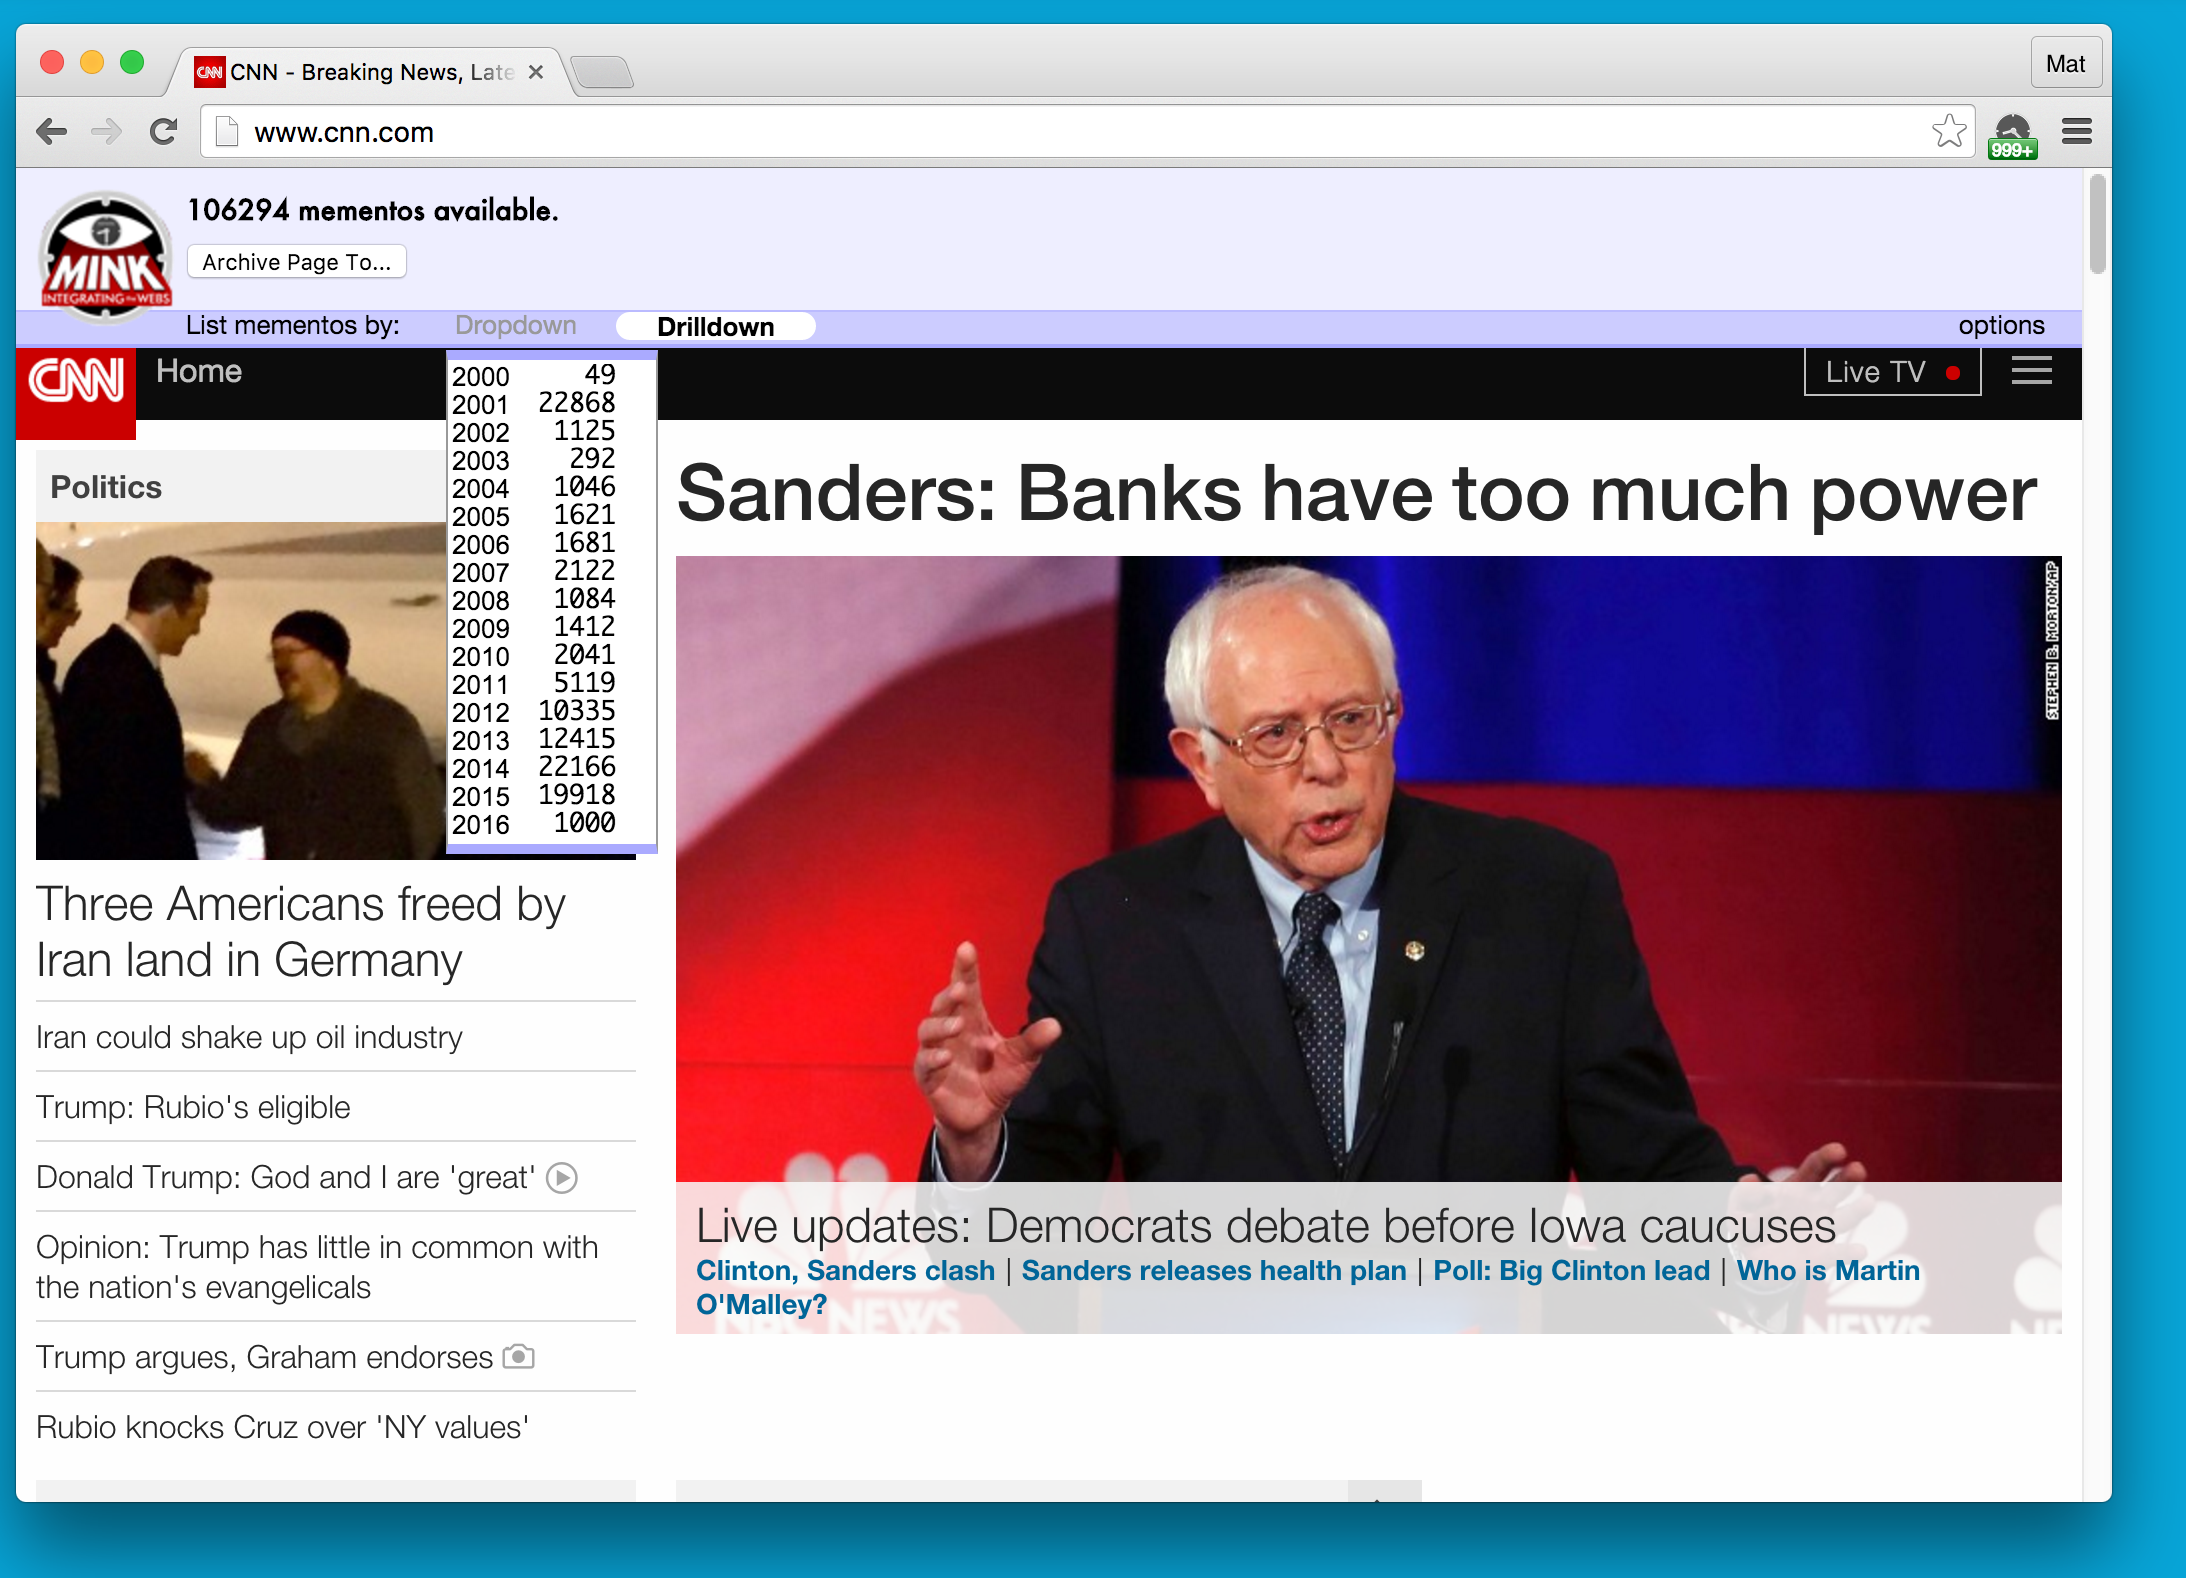 CNN CNN - Breaking News, Late
Mat
www.cnn.com
999+
106294 mementos available.
Archive Page To...
MINK
INTEGRATING THE WEBS
List mementos by: Dropdown Drilldown options
CNN Home Live TV
2000 49
2001 22868
2002 1125
2003 292
2004 1046
2005 1621
2006 1681
2007 2122
2008 1084
2009 1412
2010 2041
2011 5119
2012 10335
2013 12415
2014 22166
2015 19918
2016 1000
Politics
Three Americans freed by
Iran land in Germany
Iran could shake up oil industry
Trump: Rubio's eligible
Donald Trump: God and I are 'great'
Opinion: Trump has little in common with
the nation's evangelicals
Trump argues, Graham endorses
Rubio knocks Cruz over 'NY values'
Sanders: Banks have too much power
STEPHEN B. MORTON/AP
Live updates: Democrats debate before Iowa caucuses
Clinton, Sanders clash | Sanders releases health plan | Poll: Big Clinton lead | Who is Martin
O'Malley?
NBC NEWS
NEWS